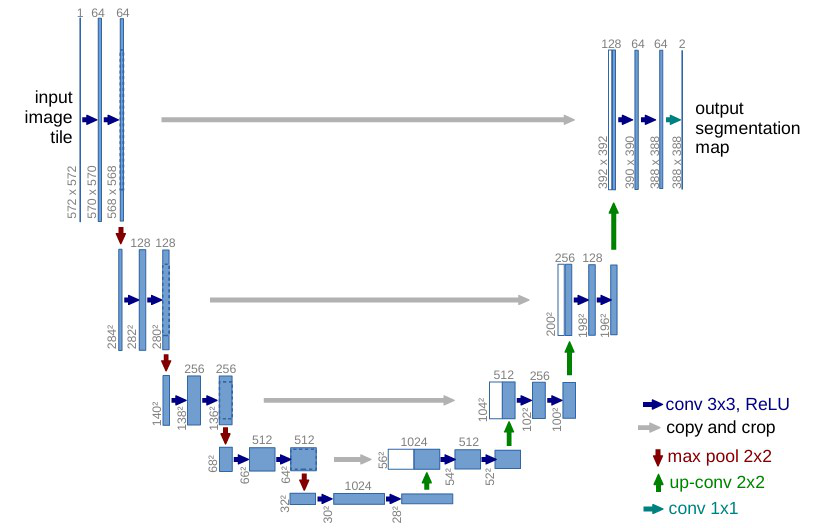 1 64 64
128 64 64 2
input
image
tile
output
segmentation
map
572 x 572
570 x 570
568 x 568
392 x 392
390 x 390
388 x 388
388 x 388
128 128
256 128
284²
282²
280²
200²
198²
196²
256 256
512 256
140²
138²
136²
104²
102²
100²
512 512
1024 512
68²
66²
64²
56²
54²
52²
1024
32²
30²
28²
conv 3x3, ReLU
copy and crop
max pool 2x2
up-conv 2x2
conv 1x1